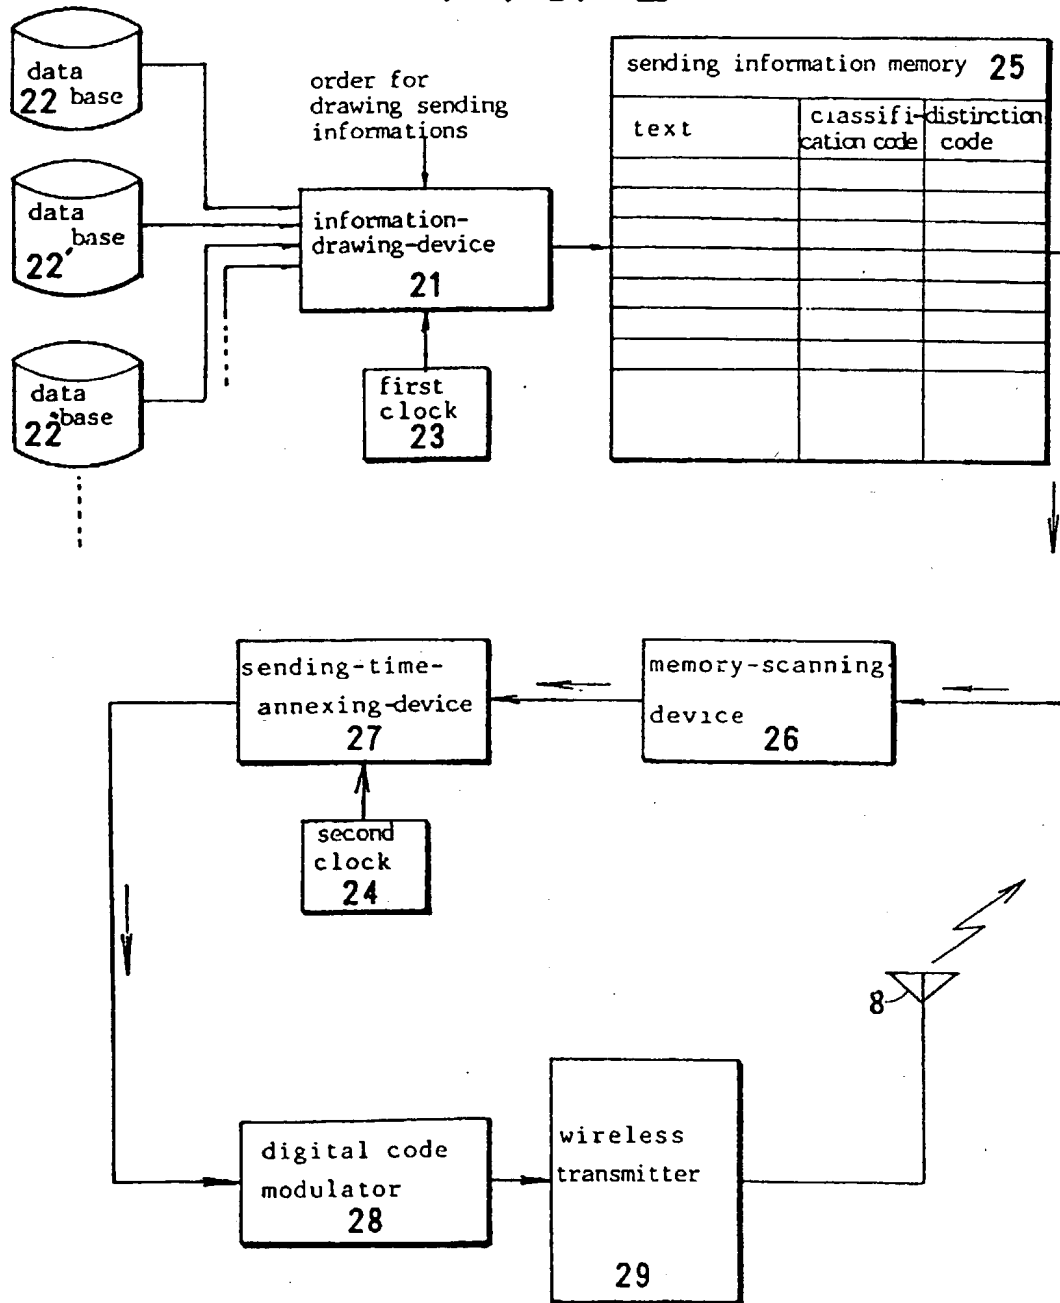 data
22 base
order for
drawing sending
informations
sending information memory 25
text
classifi-
cation code
distinction
code
data
base
22'
information-
drawing-device
21
data
base
22"
first
clock
23
sending-time-
annexing-device
27
memory-scanning
device
26
second
clock
24
8
digital code
modulator
28
wireless
transmitter
29